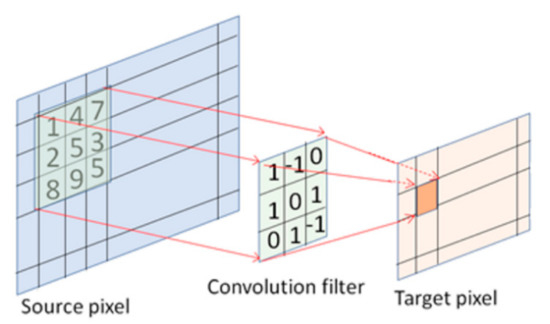 1 4 7
2 5 3
8 9 5
1 -1 0
1 0 1
0 1 -1
Source pixel
Convolution filter
Target pixel